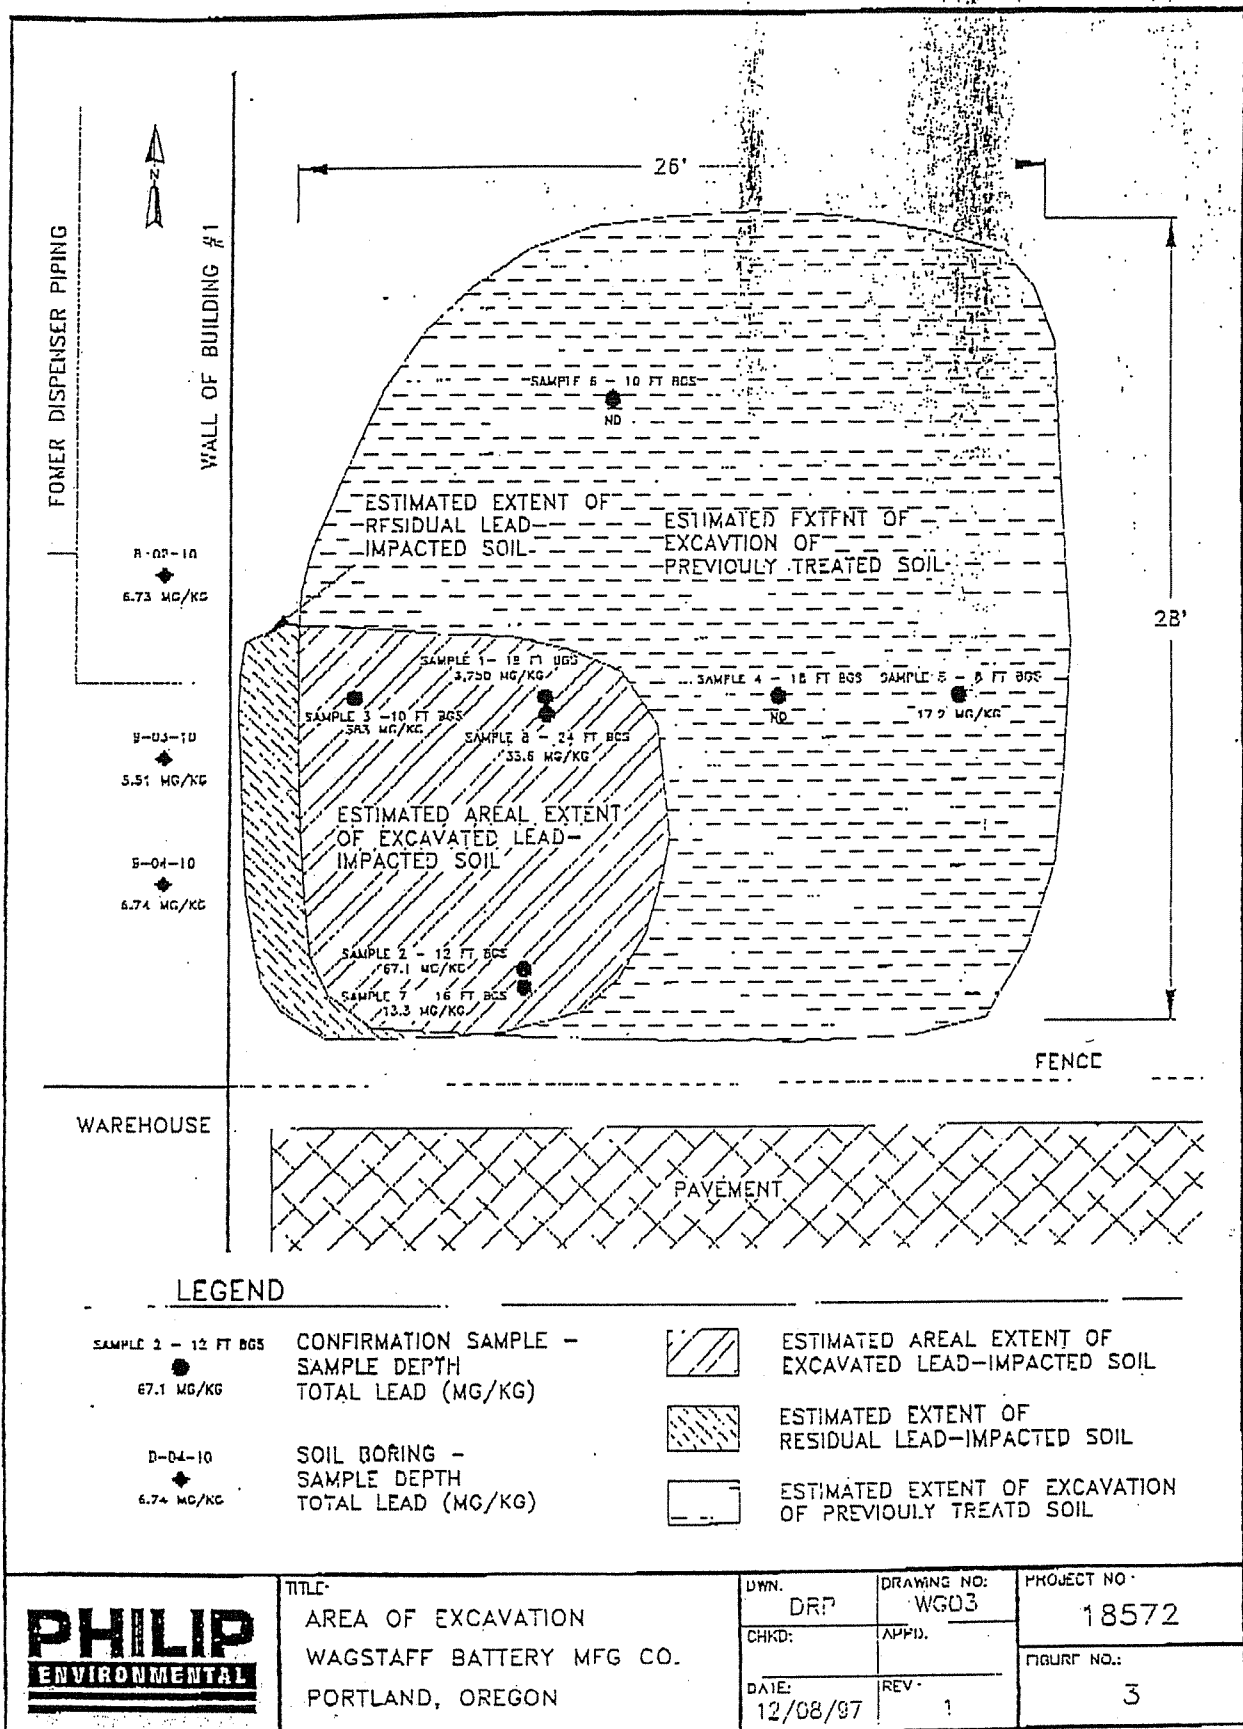 26'
N
FOMER DISPENSER PIPING
WALL OF BUILDING #1
SAMPLE 6 - 10 FT BGS
ND
ESTIMATED EXTENT OF
RESIDUAL LEAD-
IMPACTED SOIL
ESTIMATED EXTENT OF
EXCAVTION OF
PREVIOULY TREATED SOIL
28'
6.73 MG/KG
SAMPLE 1- 18 FT BGS
3,750 MG/KG
SAMPLE 3 -10 FT BGS
MG/KG
SAMPLE 8 - 24 FT BGS
33.6 MG/KG
SAMPLE 4 - 18 FT BGS
ND
SAMPLE 5 - 8 FT BGS
17.2 MG/KG
B-03-10
MG/KG
ESTIMATED AREAL EXTENT
OF EXCAVATED LEAD-
IMPACTED SOIL
B-04-10
6.74 MG/KG
SAMPLE 2 - 12 FT BGS
67.1 MG/KG
SAMPLE 7 16 FT BGS
13.3 MG/KG
FENCE
WAREHOUSE
PAVEMENT
LEGEND
SAMPLE 2 - 12 FT BGS
67.1 MG/KG
CONFIRMATION SAMPLE -
SAMPLE DEPTH
TOTAL LEAD (MG/KG)
B-04-10
6.74 MG/KG
SOIL BORING -
SAMPLE DEPTH
TOTAL LEAD (MG/KG)
ESTIMATED AREAL EXTENT OF
EXCAVATED LEAD-IMPACTED SOIL
ESTIMATED EXTENT OF
RESIDUAL LEAD-IMPACTED SOIL
ESTIMATED EXTENT OF EXCAVATION
OF PREVIOULY TREATD SOIL
PHILIP
ENVIRONMENTAL
TITLE:
AREA OF EXCAVATION
WAGSTAFF BATTERY MFG CO.
PORTLAND, OREGON
DWN.
DRP
DRAWING NO:
WG03
PROJECT NO
18572
CHKD:
APPD.
DATE:
12/08/97
REV
1
FIGURE NO.:
3